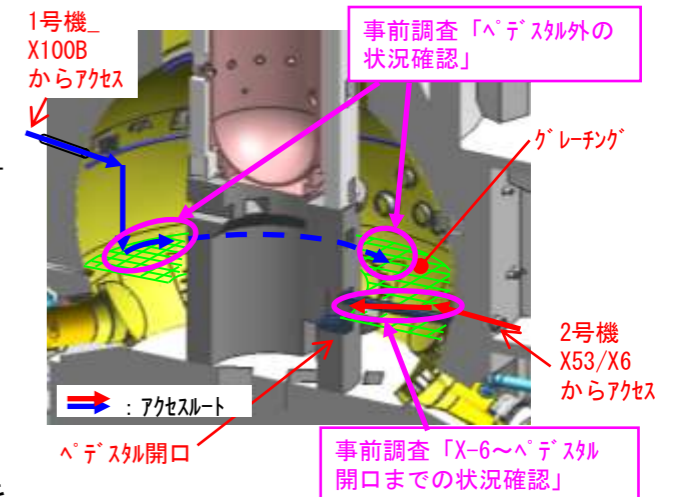 1号機_
X100B
からｱｸｾｽ
事前調査「ﾍﾟﾃﾞｽﾀﾙ外の
状況確認」
ｸﾞﾚｰﾁﾝｸﾞ
2号機
X53/X6
からｱｸｾｽ
：ｱｸｾｽﾙｰﾄ
ﾍﾟﾃﾞｽﾀﾙ開口
事前調査「X-6～ﾍﾟﾃﾞｽﾀﾙ
開口までの状況確認」